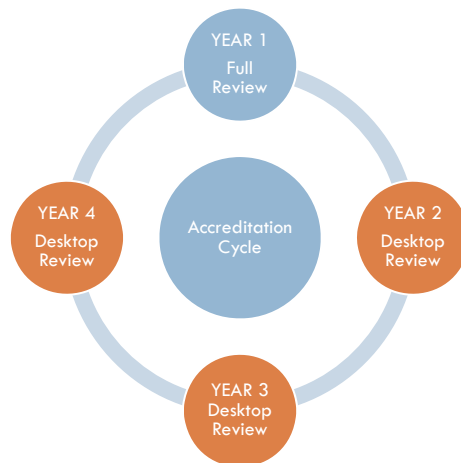 YEAR 1
Full
Review
YEAR 4
Desktop
Review
Accreditation
Cycle
YEAR 2
Desktop
Review
YEAR 3
Desktop
Review